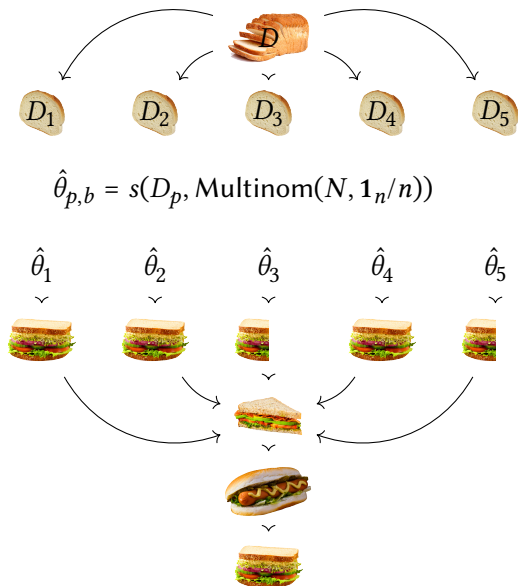 D
D₁ D₂ D₃ D₄ D₅
θ̂ₚ,ᵦ = s(Dₚ, Multinom(N, 𝟏ₙ/n))
θ̂₁ θ̂₂ θ̂₃ θ̂₄ θ̂₅